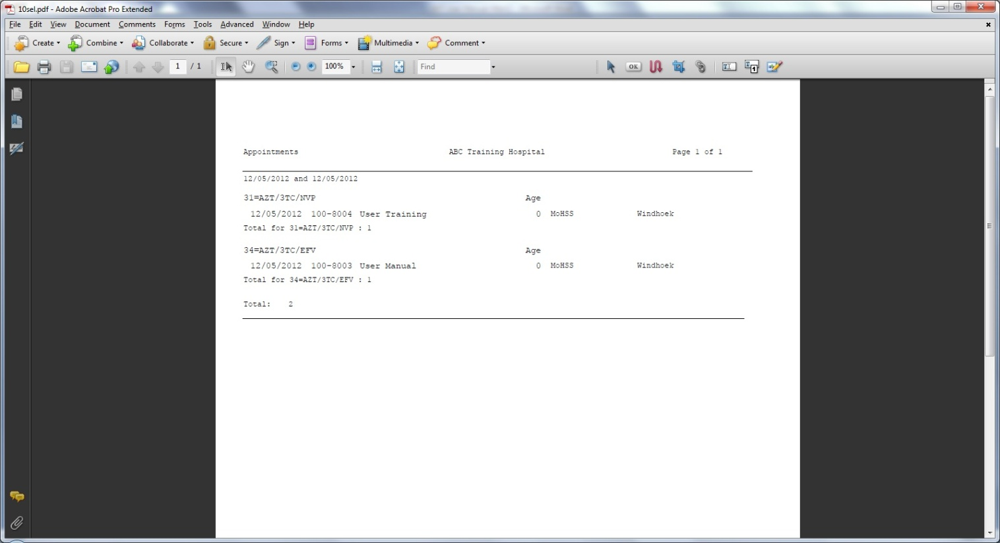 10sel.pdf - Adobe Acrobat Pro Extended
File Edit View Document Comments Forms Tools Advanced Window Help
Create Combine Collaborate Secure Sign Forms Multimedia Comment
1 / 1 100% Find OK
Appointments ABC Training Hospital Page 1 of 1
12/05/2012 and 12/05/2012
31=AZT/3TC/NVP Age
12/05/2012 100-8004 User Training 0 MoHSS Windhoek
Total for 31=AZT/3TC/NVP : 1
34=AZT/3TC/EFV Age
12/05/2012 100-8003 User Manual 0 MoHSS Windhoek
Total for 34=AZT/3TC/EFV : 1
Total: 2